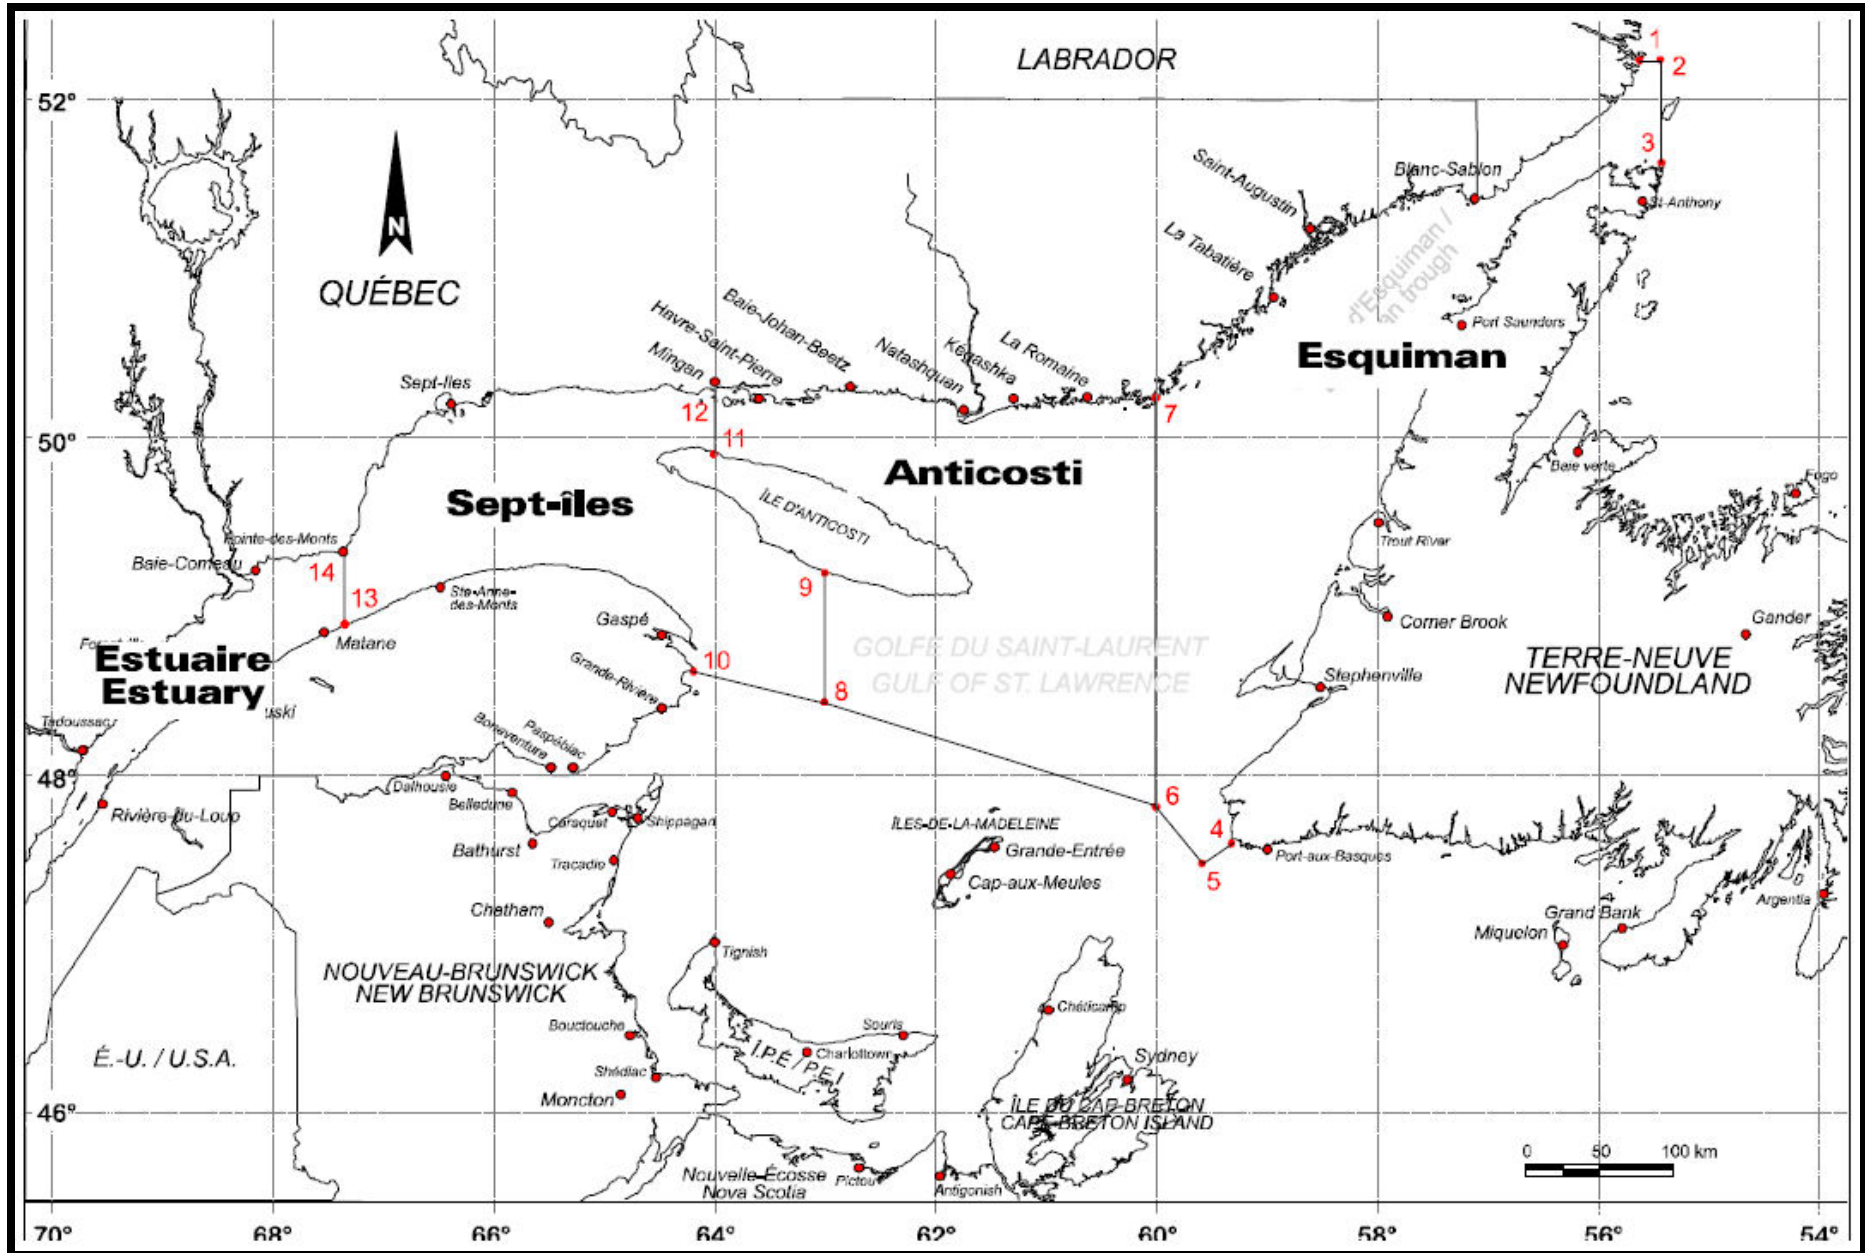 LABRADOR
1
2
52°
3
Blanc-Sablon
Saint-Augustin
St-Anthony
La Tabatière
d'Esquiman /
an trough
N
QUÉBEC
Baie-Johan-Beetz
Havre-Saint-Pierre
Mingan
Natashquan
Kégashka
La Romaine
Port Saunders
Esquiman
Sept-Iles
12
11
7
50°
Anticosti
Baie verte
Fogo
Sept-îles
ÎLE D'ANTICOSTI
Trout River
Pointe-des-Monts
Baie-Comeau
14
13
9
Ste-Anne-
des-Monts
Gaspé
Corner Brook
Gander
Matane
Estuaire
Estuary
uski
10
GOLFE DU SAINT-LAURENT
GULF OF ST. LAWRENCE
TERRE-NEUVE
NEWFOUNDLAND
Grande-Rivière
8
Stephenville
Tadoussac
Bonaventure
Paspébiac
48°
Dalhousie
Belledune
6
Rivière-du-Loup
Caraquet
Shippagan
ÎLES-DE-LA-MADELEINE
4
Bathurst
Grande-Entrée
Port-aux-Basques
Tracadie
Cap-aux-Meules
5
Chatham
Argentia
Grand Bank
Miquelon
Tignish
NOUVEAU-BRUNSWICK
NEW BRUNSWICK
Chéticamp
Bouctouche
Souris
É.-U. / U.S.A.
I.P.É / P.E.I
Charlottown
Sydney
Shédiac
Moncton
46°
ÎLE DU CAP-BRETON
CAPE BRETON ISLAND
0 50 100 km
Nouvelle-Écosse
Nova Scotia
Pictou
Antigonish
70° 68° 66° 64° 62° 60° 58° 56° 54°